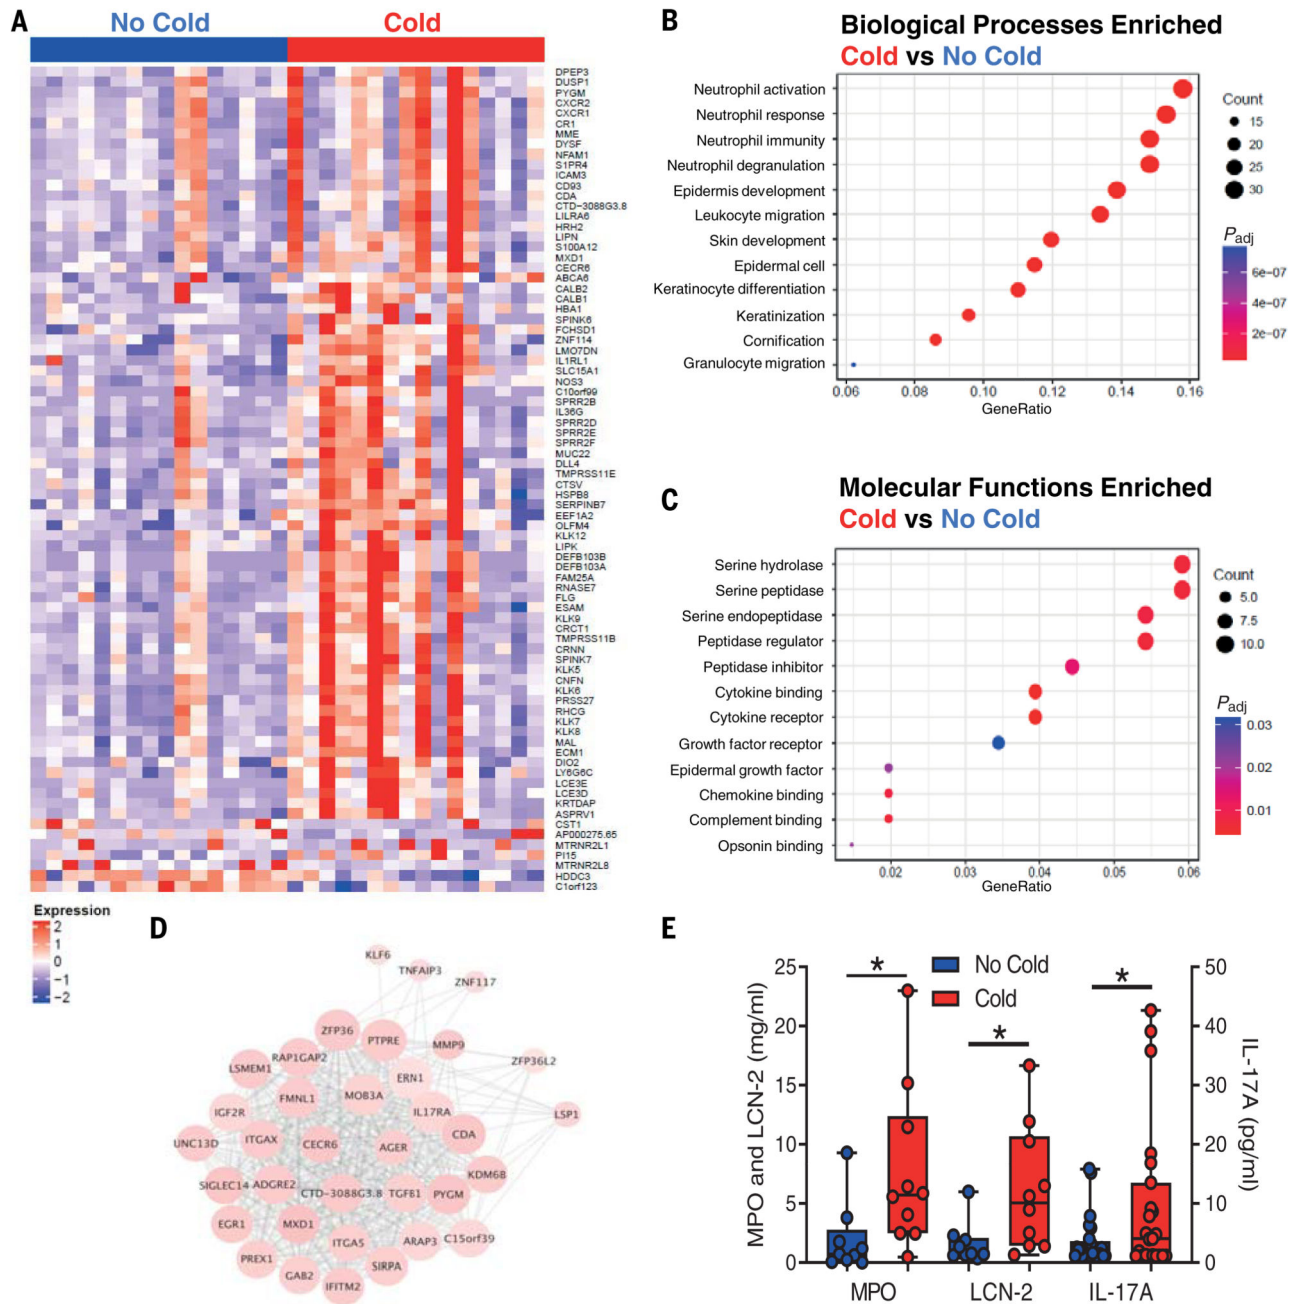 A
No Cold
Cold
DPEP3
DUSP1
PYGM
CXCR2
CXCR1
CR1
MME
DYSF
NFAM1
S1PR4
ICAM3
CD93
CDA
CTD-3088G3.8
LILRA6
HRH2
LIPN
S100A12
MXD1
CECR6
ABCA6
CALB2
CALB1
HBA1
SPINK6
FCHSD1
ZNF114
LMO7DN
IL1RL1
SLC15A1
NOS3
C10orf99
SPRR2B
IL36G
SPRR2D
SPRR2E
SPRR2F
MUC22
DLL4
TMPRSS11E
CTSV
HSPB8
SERPINB7
EEF1A2
OLFM4
KLK12
LIPK
DEFB103B
DEFB103A
FAM25A
RNASE7
FLG
ESAM
KLK9
CRCT1
TMPRSS11B
CRNN
SPINK7
KLK5
CNFN
KLK6
PRSS27
RHCG
KLK7
KLK8
MAL
ECM1
DIO2
LY6G6C
LCE3E
LCE3D
KRTDAP
ASPRV1
CST1
AP000275.65
MTRNR2L1
PI15
MTRNR2L8
HDDC3
C1orf123
Expression
2
1
0
−1
−2
B
Biological Processes Enriched
Cold vs No Cold
Neutrophil activation
Neutrophil response
Neutrophil immunity
Neutrophil degranulation
Epidermis development
Leukocyte migration
Skin development
Epidermal cell
Keratinocyte differentiation
Keratinization
Cornification
Granulocyte migration
0.06 0.08 0.10 0.12 0.14 0.16
GeneRatio
Count
15
20
25
30
Padj
6e−07
4e−07
2e−07
C
Molecular Functions Enriched
Cold vs No Cold
Serine hydrolase
Serine peptidase
Serine endopeptidase
Peptidase regulator
Peptidase inhibitor
Cytokine binding
Cytokine receptor
Growth factor receptor
Epidermal growth factor
Chemokine binding
Complement binding
Opsonin binding
0.02 0.03 0.04 0.05 0.06
GeneRatio
Count
5.0
7.5
10.0
Padj
0.03
0.02
0.01
D
KLF6
TNFAIP3
ZNF117
ZFP36
PTPRE
MMP9
RAP1GAP2
LSMEM1
ERN1
ZFP36L2
FMNL1
MOB3A
IGF2R
IL17RA
LSP1
UNC13D
ITGAX
CECR6
AGER
CDA
KDM6B
SIGLEC14
ADGRE2
CTD-3088G3.8
TGFB1
PYGM
EGR1
MXD1
ITGA5
ARAP3
C15orf39
PREX1
GAB2
IFITM2
SIRPA
E
No Cold
Cold
* * *
MPO and LCN-2 (mg/ml)
25
20
15
10
5
0
IL-17A (pg/ml)
50
40
30
20
10
0
MPO LCN-2 IL-17A